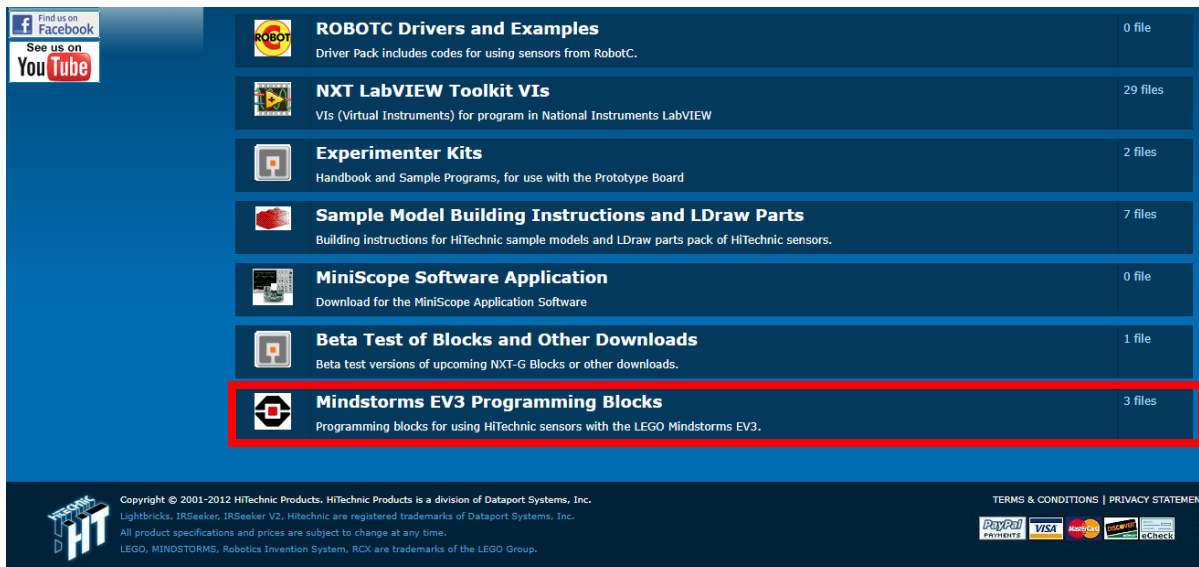 Find us on
Facebook
See us on
YouTube
ROBOT
ROBOTC Drivers and Examples
0 file
Driver Pack includes codes for using sensors from RobotC.
NXT LabVIEW Toolkit VIs
29 files
VIs (Virtual Instruments) for program in National Instruments LabVIEW
Experimenter Kits
2 files
Handbook and Sample Programs, for use with the Prototype Board
Sample Model Building Instructions and LDraw Parts
7 files
Building instructions for HiTechnic sample models and LDraw parts pack of HiTechnic sensors.
MiniScope Software Application
0 file
Download for the MiniScope Application Software
Beta Test of Blocks and Other Downloads
1 file
Beta test versions of upcoming NXT-G Blocks or other downloads.
Mindstorms EV3 Programming Blocks
3 files
Programming blocks for using HiTechnic sensors with the LEGO Mindstorms EV3.
HITECHNIC
HT
Copyright © 2001-2012 HiTechnic Products. HiTechnic Products is a division of Dataport Systems, Inc.
Lightbricks, IRSeeker, IRSeeker V2, Hitechnic are registered trademarks of Dataport Systems, Inc.
All product specifications and prices are subject to change at any time.
LEGO, MINDSTORMS, Robotics Invention System, RCX are trademarks of the LEGO Group.
TERMS & CONDITIONS | PRIVACY STATEMEN
PayPal
PAYMENTS
VISA
MasterCard
DISCOVER
eCheck